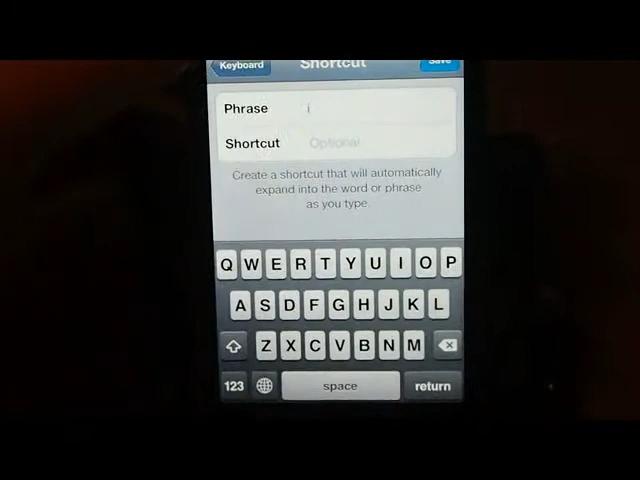 Keyboard Shortcut Save
Phrase
Shortcut Optional
Create a shortcut that will automatically
expand into the word or phrase
as you type.
Q W E R T Y U I O P
A S D F G H J K L
Z X C V B N M
123 space return